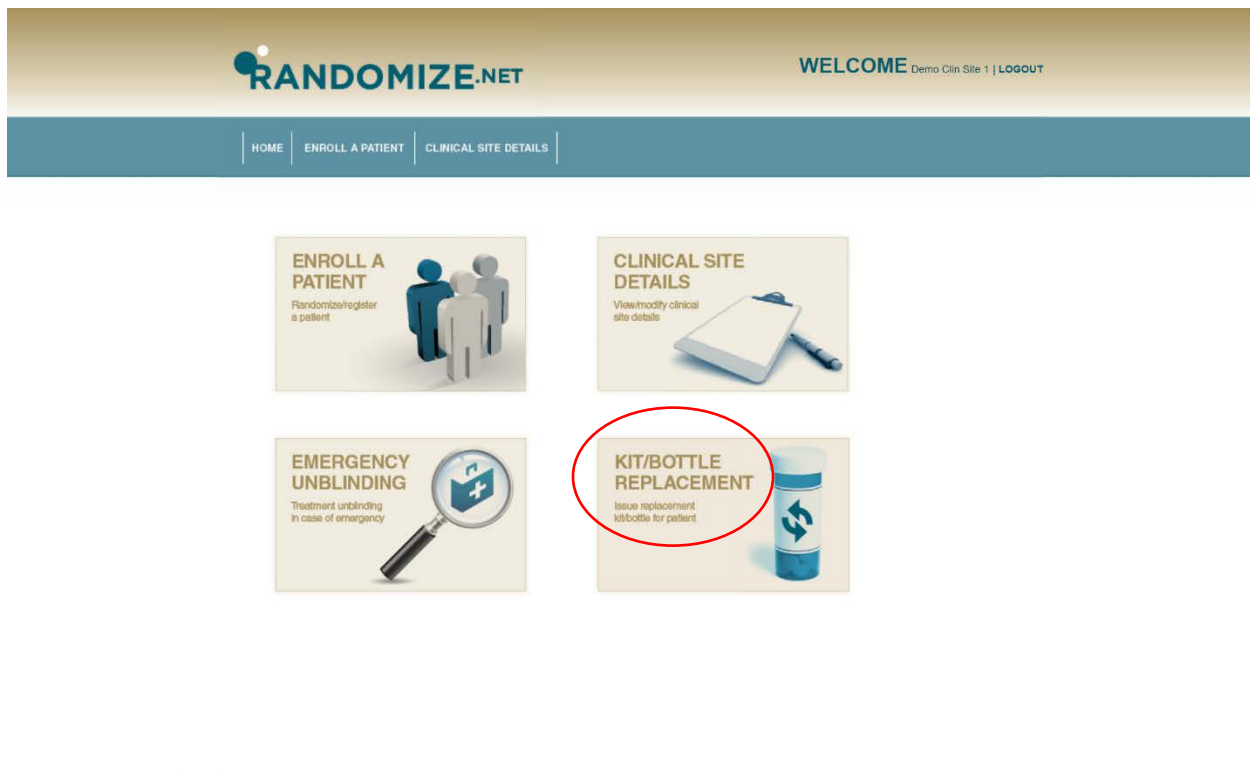 RANDOMIZE.NET
WELCOME Demo Clin Site 1 | LOGOUT
HOME ENROLL A PATIENT CLINICAL SITE DETAILS
ENROLL A
PATIENT
Randomize/register
a patient
CLINICAL SITE
DETAILS
View/modify clinical
site details
EMERGENCY
UNBLINDING
Treatment unblinding
in case of emergency
KIT/BOTTLE
REPLACEMENT
Issue replacement
kit/bottle for patient